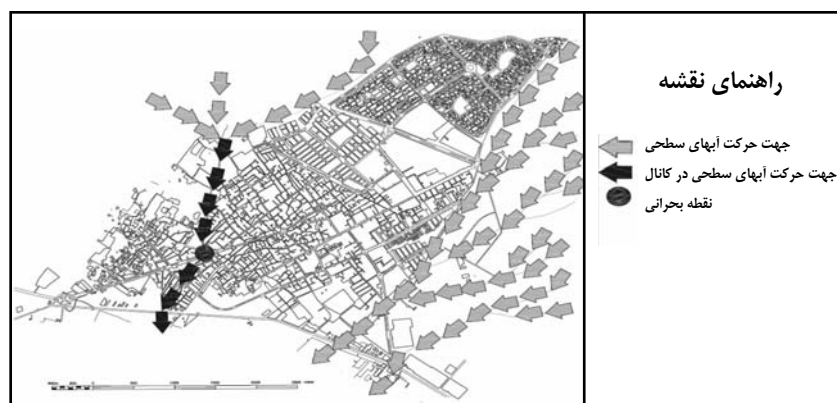 راهنمای نقشه
جهت حرکت آبهای سطحی
جهت حرکت آبهای سطحی در کانال
نقطه بحرانی